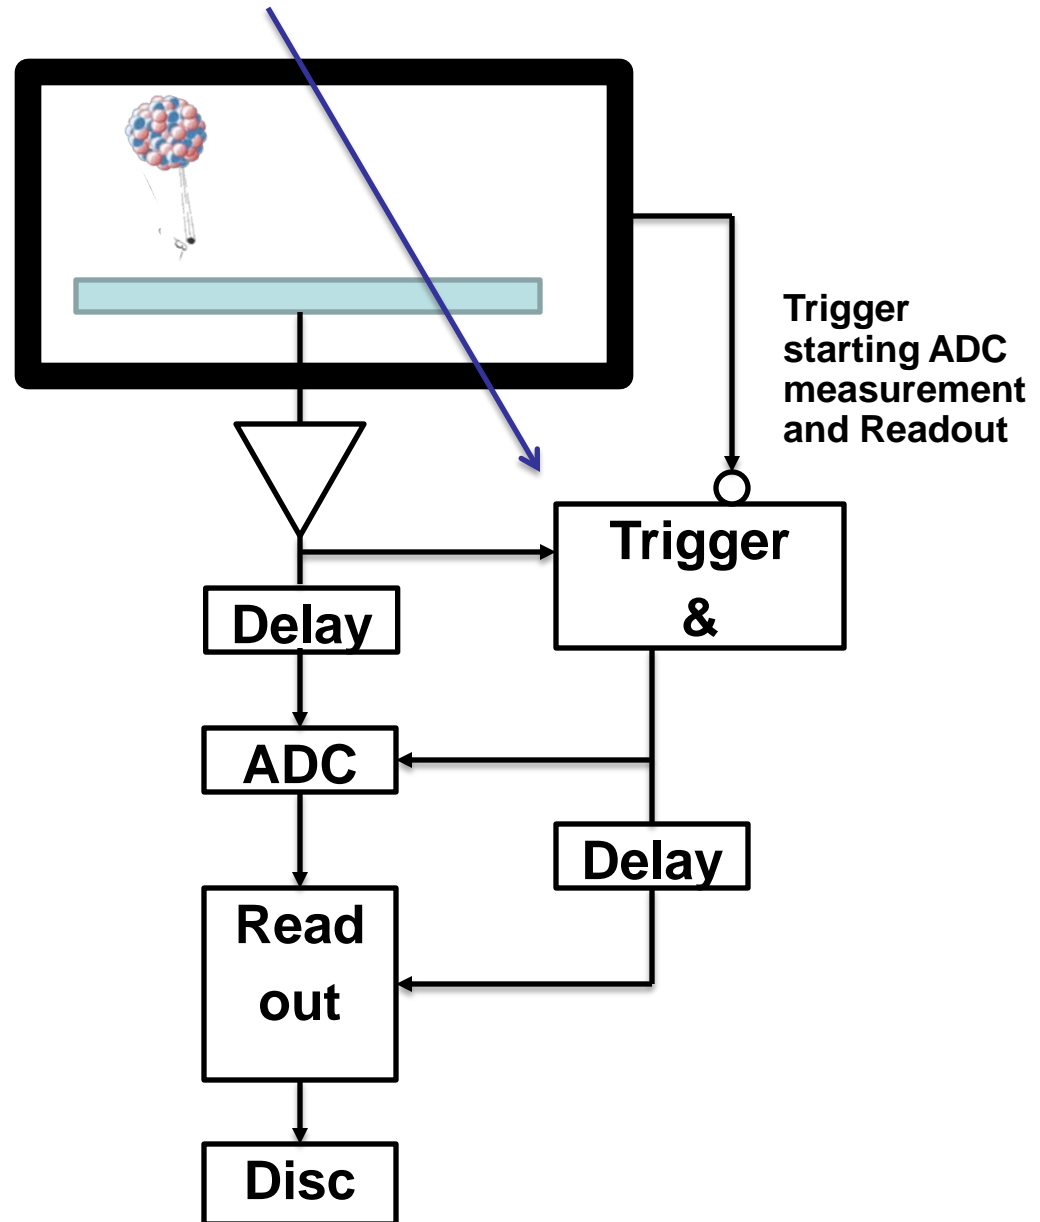 Trigger
starting ADC
measurement
and Readout
Trigger
&
Delay
ADC
Delay
Read
out
Disc